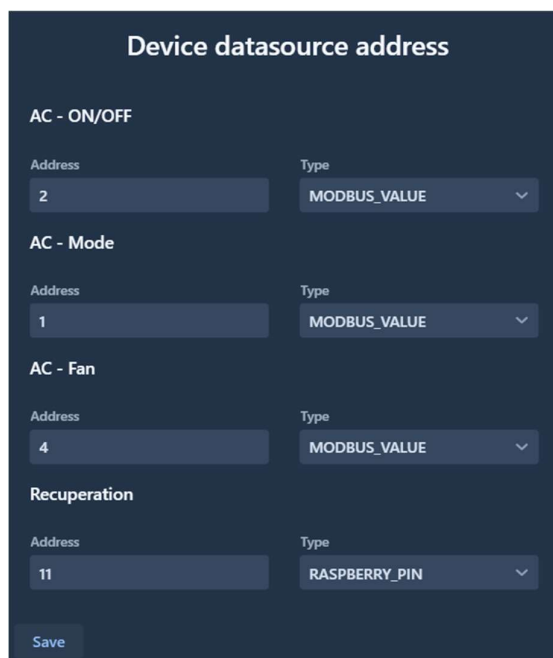 Device datasource address
AC - ON/OFF
Address Type
2 MODBUS_VALUE
AC - Mode
Address Type
1 MODBUS_VALUE
AC - Fan
Address Type
4 MODBUS_VALUE
Recuperation
Address Type
11 RASPBERRY_PIN
Save